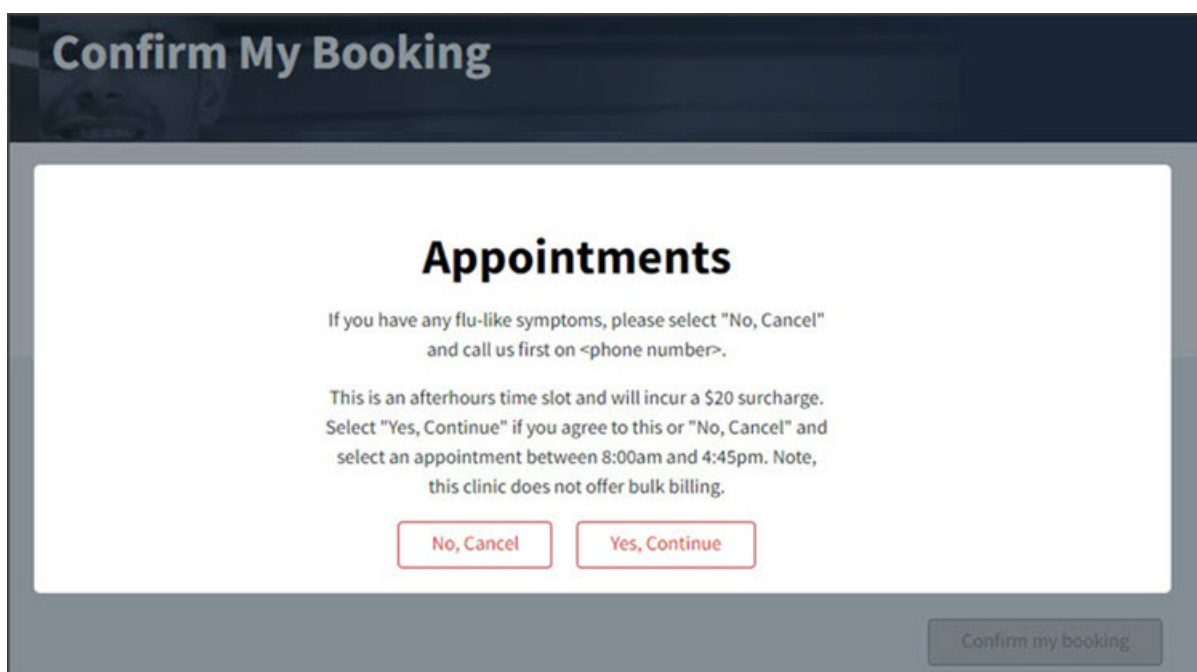 Confirm My Booking
Appointments
If you have any flu-like symptoms, please select "No, Cancel"
and call us first on <phone number>.
This is an afterhours time slot and will incur a $20 surcharge.
Select "Yes, Continue" if you agree to this or "No, Cancel" and
select an appointment between 8:00am and 4:45pm. Note,
this clinic does not offer bulk billing.
No, Cancel
Yes, Continue
Confirm my booking